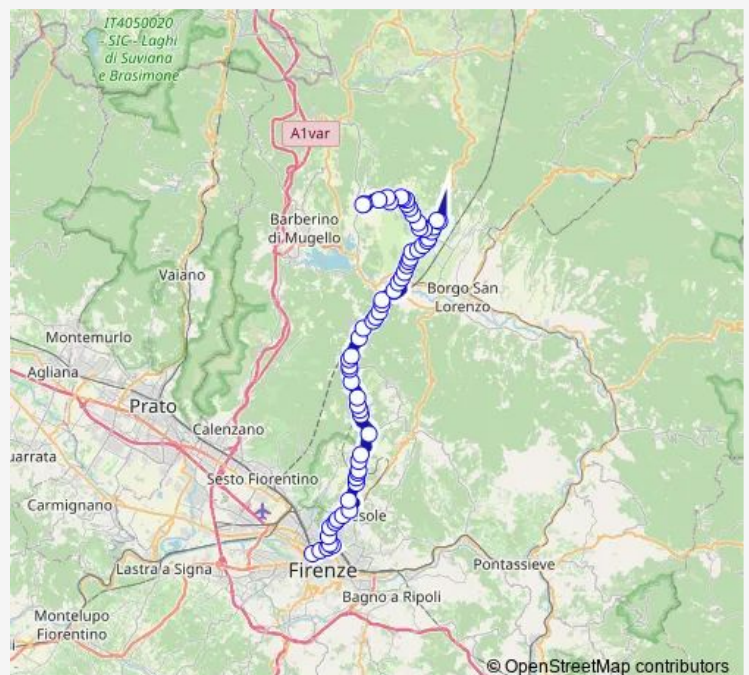 IT4050020
- SIC - Laghi
di Suviana
e Brasimone
A1var
Barberino
di Mugello
Vaiano
Borgo San
Lorenzo
Montemurlo
Agliana
Prato
Calenzano
uarrata
Sesto Fiorentino
Carmignano
esole
Lastra a Signa
Firenze
Pontassieve
Bagno a Ripoli
Montelupo
Fiorentino
© OpenStreetMap contributors